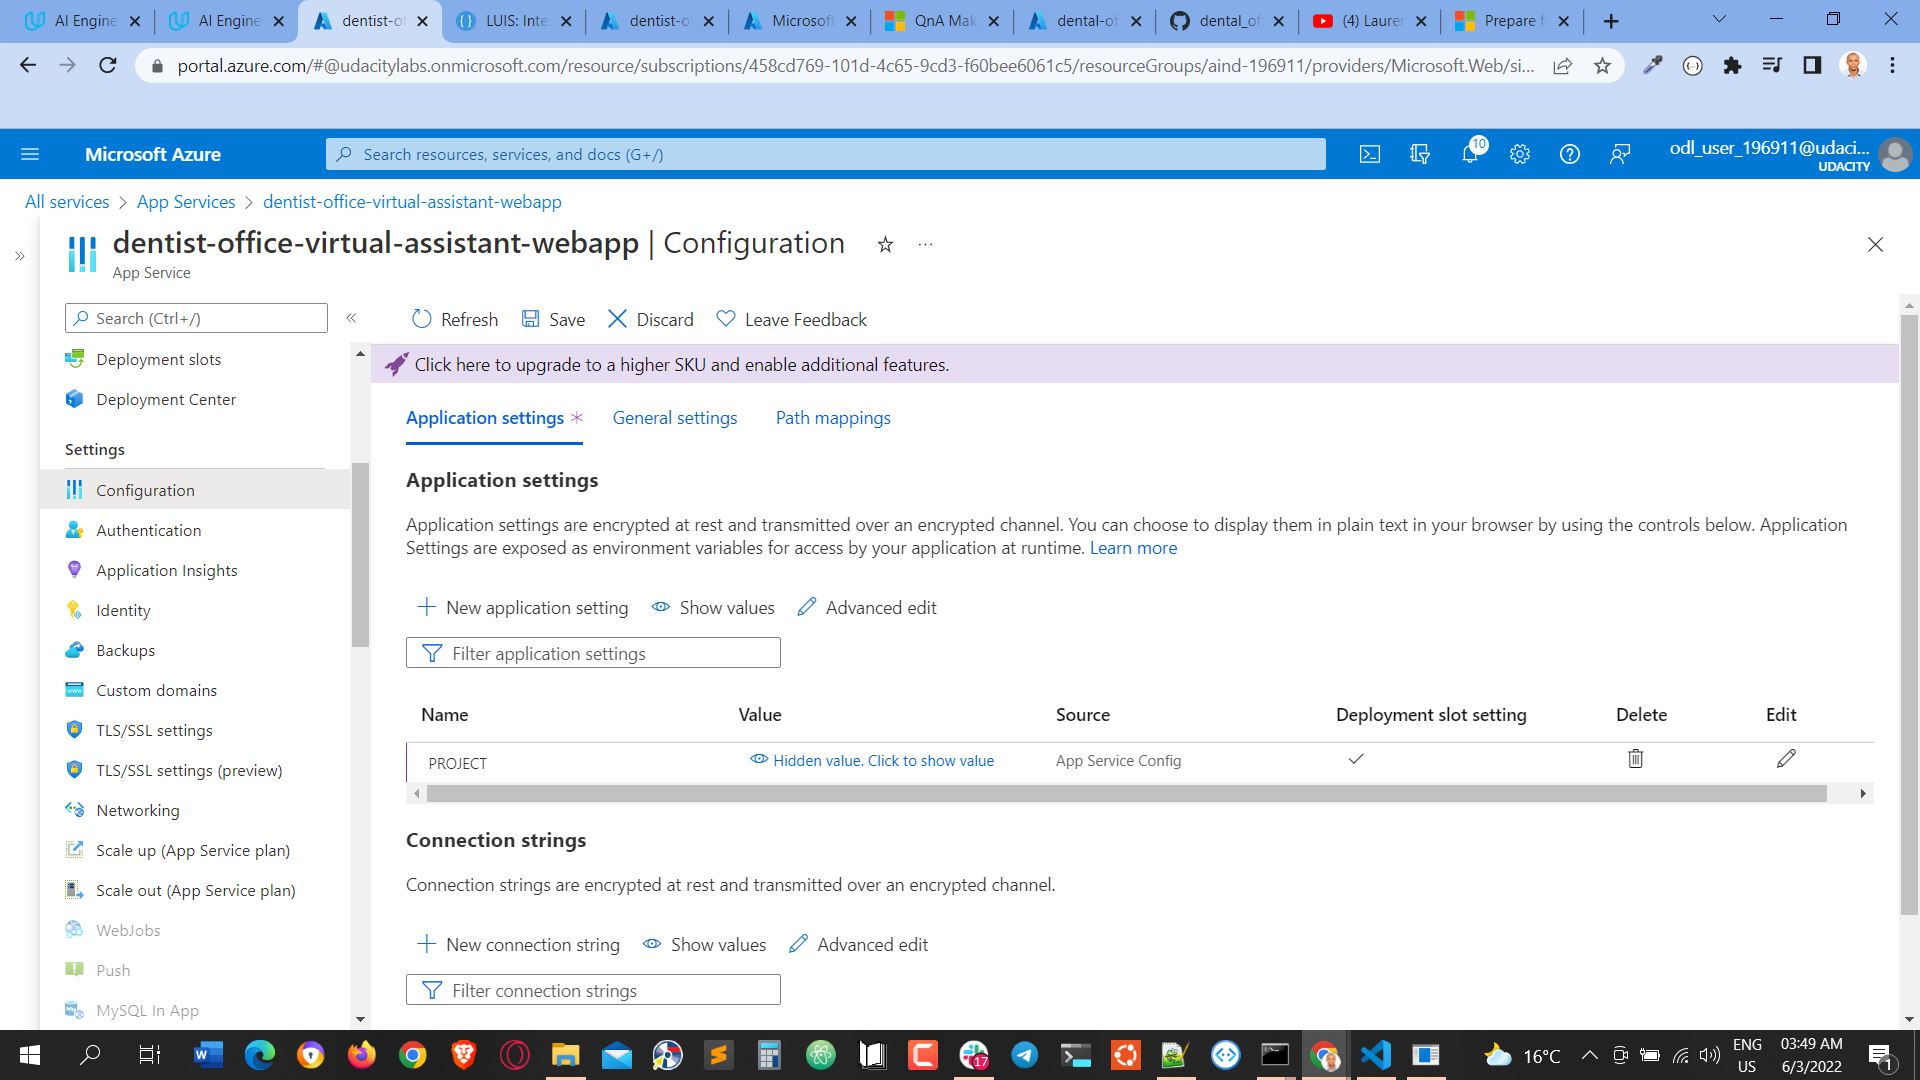 AI Engine
AI Engine
dentist-of
LUIS: Inte
dentist-o
Microsoft
QnA Mak
dental-of
dental_of
(4) Lauren
Prepare f
portal.azure.com/#@udacitylabs.onmicrosoft.com/resource/subscriptions/458cd769-101d-4c65-9cd3-f60bee6061c5/resourceGroups/aind-196911/providers/Microsoft.Web/si...
Microsoft Azure
Search resources, services, and docs (G+/)
10
odl_user_196911@udaci...
UDACITY
All services > App Services > dentist-office-virtual-assistant-webapp
dentist-office-virtual-assistant-webapp | Configuration
App Service
Search (Ctrl+/)
Refresh
Save
Discard
Leave Feedback
Click here to upgrade to a higher SKU and enable additional features.
Deployment slots
Deployment Center
Settings
Configuration
Authentication
Application Insights
Identity
Backups
Custom domains
TLS/SSL settings
TLS/SSL settings (preview)
Networking
Scale up (App Service plan)
Scale out (App Service plan)
WebJobs
Push
MySQL In App
Application settings *
General settings
Path mappings
Application settings
Application settings are encrypted at rest and transmitted over an encrypted channel. You can choose to display them in plain text in your browser by using the controls below. Application
Settings are exposed as environment variables for access by your application at runtime. Learn more
New application setting
Show values
Advanced edit
Filter application settings
Name Value Source Deployment slot setting Delete Edit
PROJECT Hidden value. Click to show value App Service Config
Connection strings
Connection strings are encrypted at rest and transmitted over an encrypted channel.
New connection string
Show values
Advanced edit
Filter connection strings
17
16°C
ENG
US
03:49 AM
6/3/2022
1